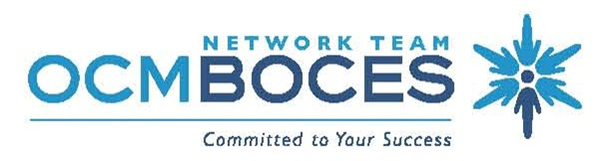 NETWORK TEAM
OCMBOCES
Committed to Your Success